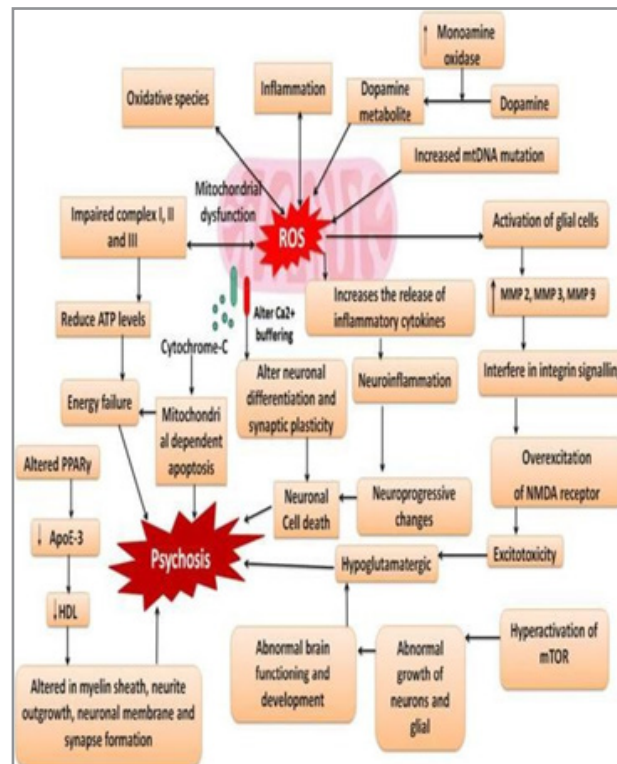 Monoamine
oxidase
Inflammation
Oxidative species
Dopamine
metabolite
Dopamine
Increased mtDNA mutation
Mitochondrial
dysfunction
Impaired complex I, II
and III
ROS
Activation of glial cells
Reduce ATP levels
Alter Ca2+
buffering
Increases the release of
inflammatory cytokines
MMP 2, MMP 3, MMP 9
Cytochrome-C
Energy failure
Mitochondri
al dependent
apoptosis
Alter neuronal
differentiation and
synaptic plasticity
Neuroinflammation
Interfere in integrin signallin
Altered PPARγ
Neuronal
Cell death
Neuroprogressive
changes
Overexcitation
of NMDA receptor
↓ ApoE-3
Psychosis
Hypoglutamatergic
Excitotoxicity
↓HDL
Altered in myelin sheath, neurite
outgrowth, neuronal membrane and
synapse formation
Abnormal brain
functioning and
development
Abnormal
growth of
neurons and
glial
Hyperactivation of
mTOR